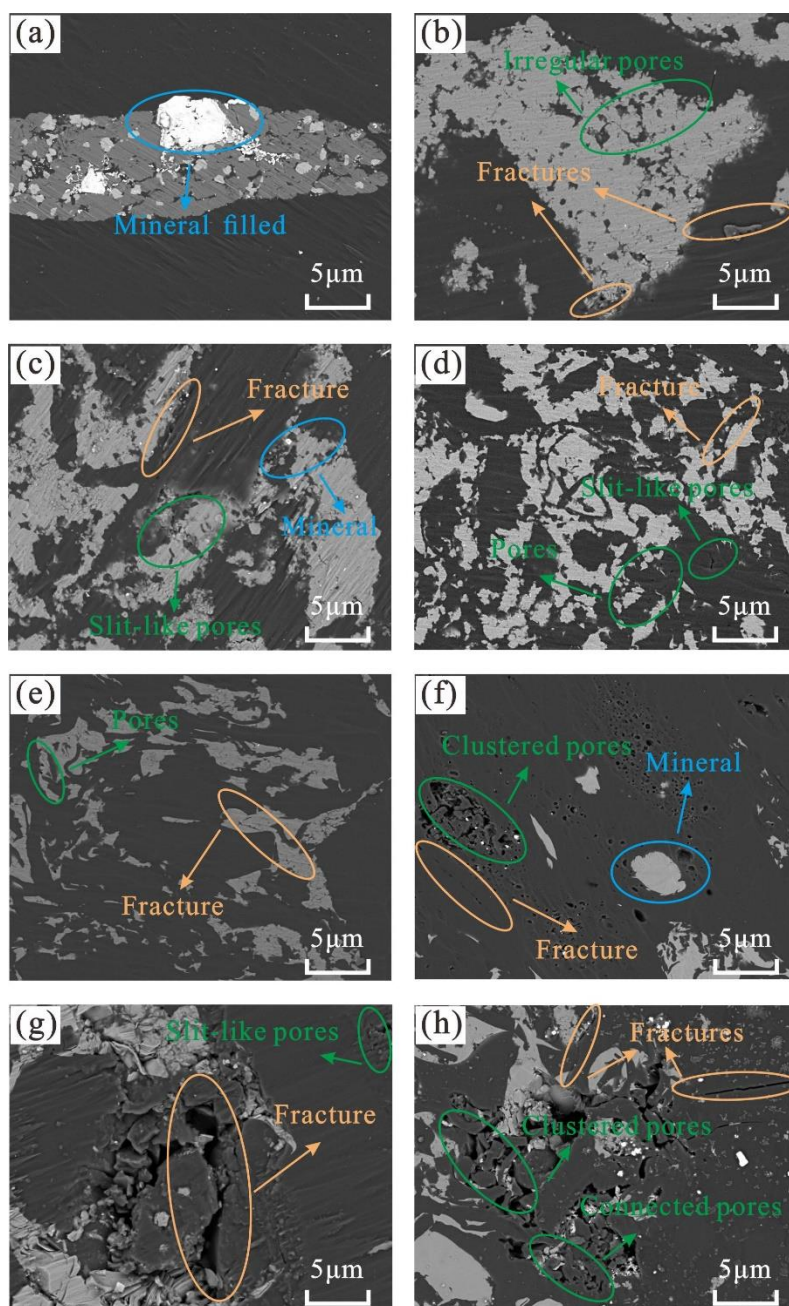 (a)
Mineral filled
5μm
(b)
Irregular pores
Fractures
5μm
(c)
Fracture
Mineral
Slit-like pores
5μm
(d)
Fracture
Slit-like pores
Pores
5μm
(e)
Pores
Fracture
5μm
(f)
Clustered pores
Mineral
Fracture
5μm
(g)
Slit-like pores
Fracture
5μm
(h)
Fractures
Clustered pores
Connected pores
5μm